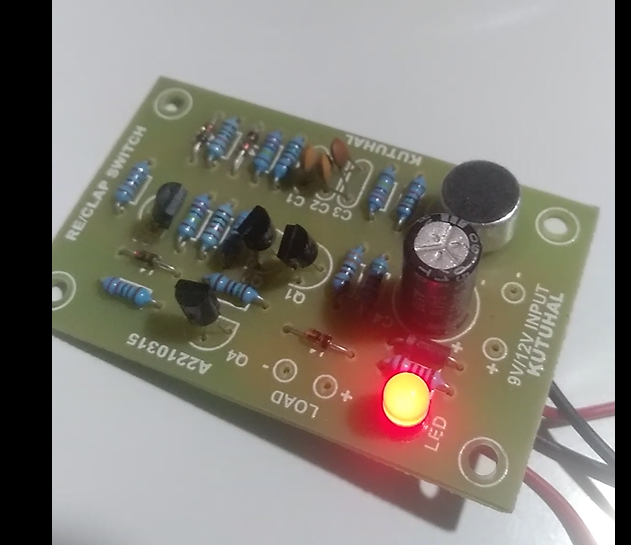 RE/CLAP SWITCH
KUTUHAL
C3 C2 C1
Q1
Q4
A2210315
LOAD
- +
LED
9V/12V INPUT
KUTUHAL
- +